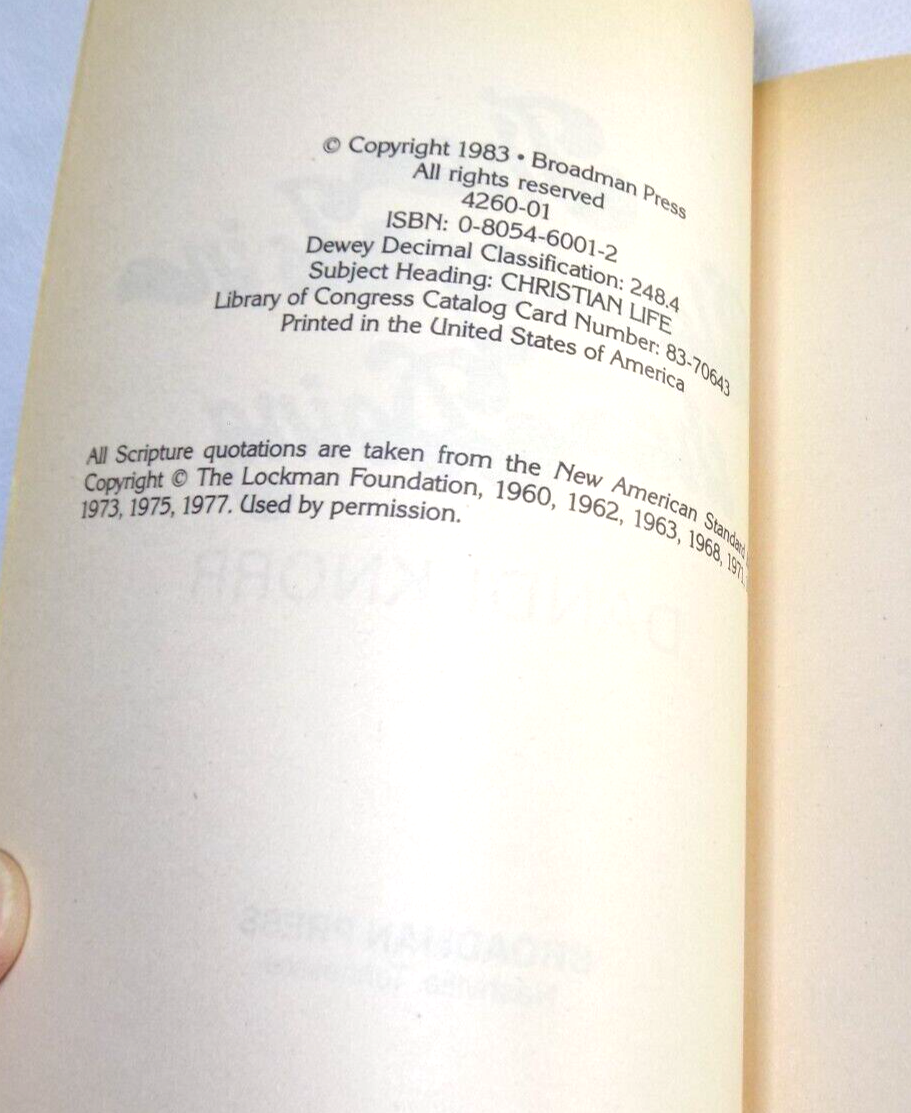 © Copyright 1983 • Broadman Press
All rights reserved
4260-01
ISBN: 0-8054-6001-2
Dewey Decimal Classification: 248.4
Subject Heading: CHRISTIAN LIFE
Library of Congress Catalog Card Number: 83-70643
Printed in the United States of America
All Scripture quotations are taken from the New American Standard
Copyright © The Lockman Foundation, 1960, 1962, 1963, 1968, 1971,
1973, 1975, 1977. Used by permission.